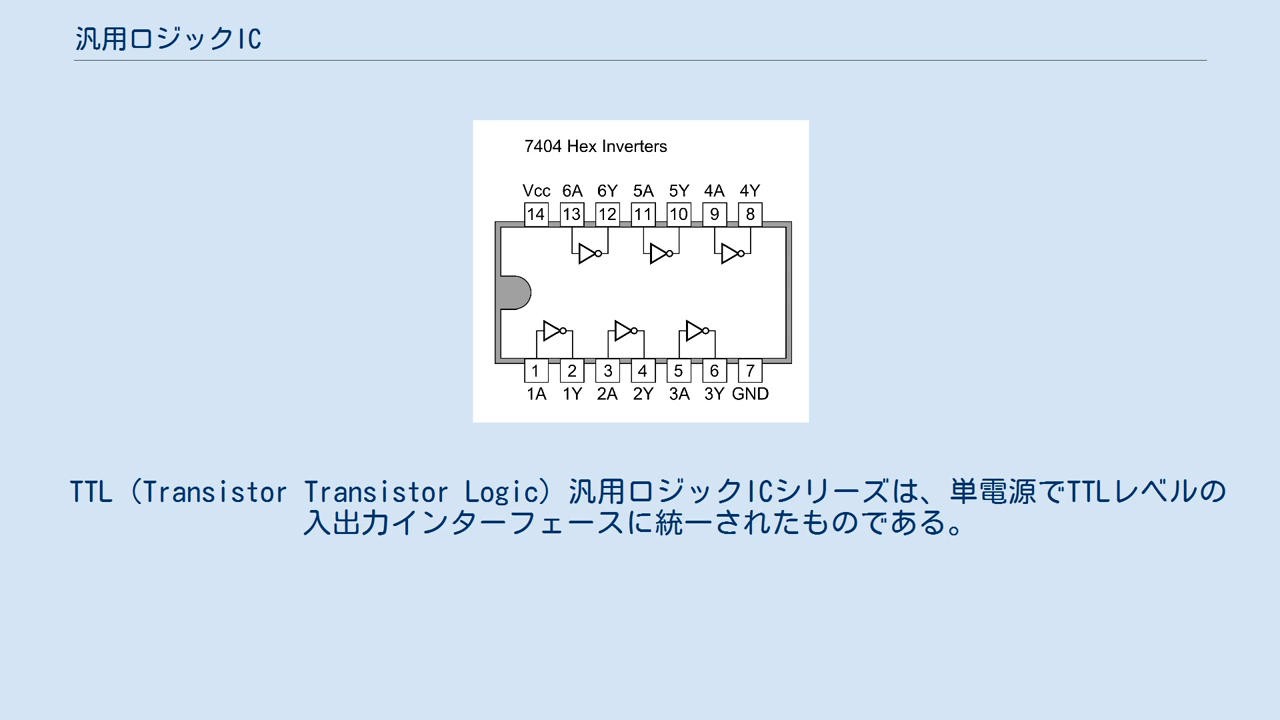 汎用ロジックIC
7404 Hex Inverters
Vcc 6A 6Y 5A 5Y 4A 4Y
14 13 12 11 10 9 8
1 2 3 4 5 6 7
1A 1Y 2A 2Y 3A 3Y GND
TTL（Transistor Transistor Logic）汎用ロジックICシリーズは、単電源でTTLレベルの
入出力インターフェースに統一されたものである。